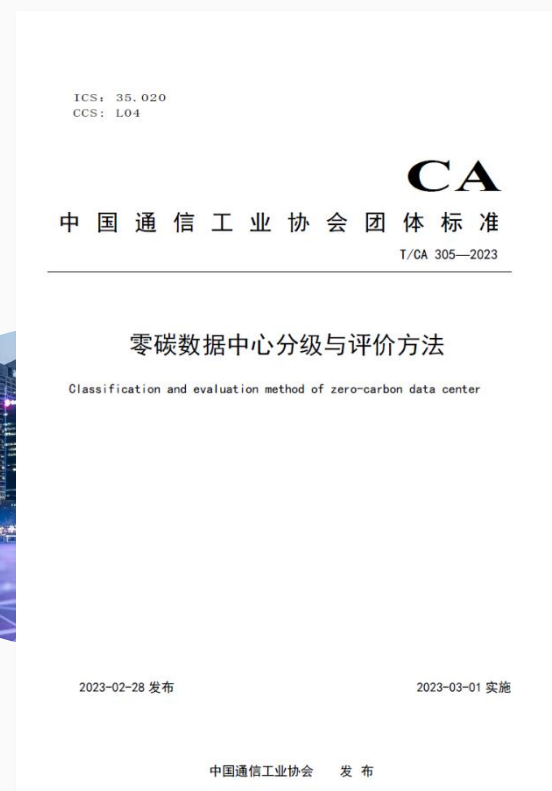 ICS: 35.020
CCS: L04
CA
中国通信工业协会团体标准
T/CA 305—2023
零碳数据中心分级与评价方法
Classification and evaluation method of zero-carbon data center
2023-02-28 发布
2023-03-01 实施
中国通信工业协会 发 布